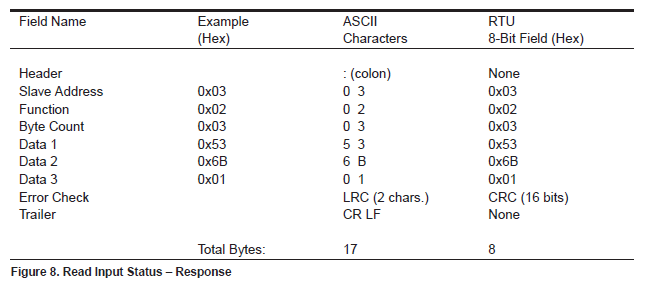 Field Name Example ASCII RTU
(Hex) Characters 8-Bit Field (Hex)
Header : (colon) None
Slave Address 0x03 0 3 0x03
Function 0x02 0 2 0x02
Byte Count 0x03 0 3 0x03
Data 1 0x53 5 3 0x53
Data 2 0x6B 6 B 0x6B
Data 3 0x01 0 1 0x01
Error Check LRC (2 chars.) CRC (16 bits)
Trailer CR LF None
Total Bytes: 17 8
Figure 8. Read Input Status – Response